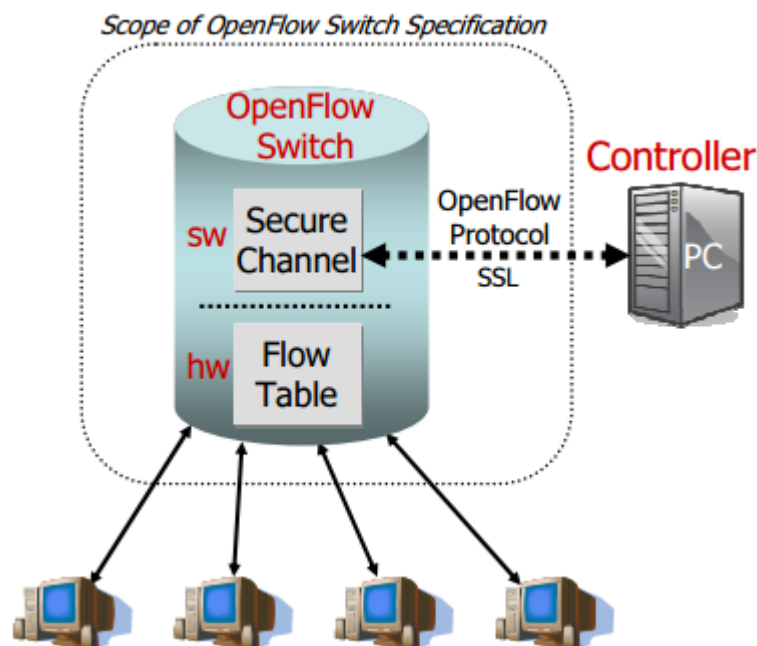 Scope of OpenFlow Switch Specification
OpenFlow
Switch
Controller
sw
Secure
Channel
OpenFlow
Protocol
SSL
PC
hw
Flow
Table